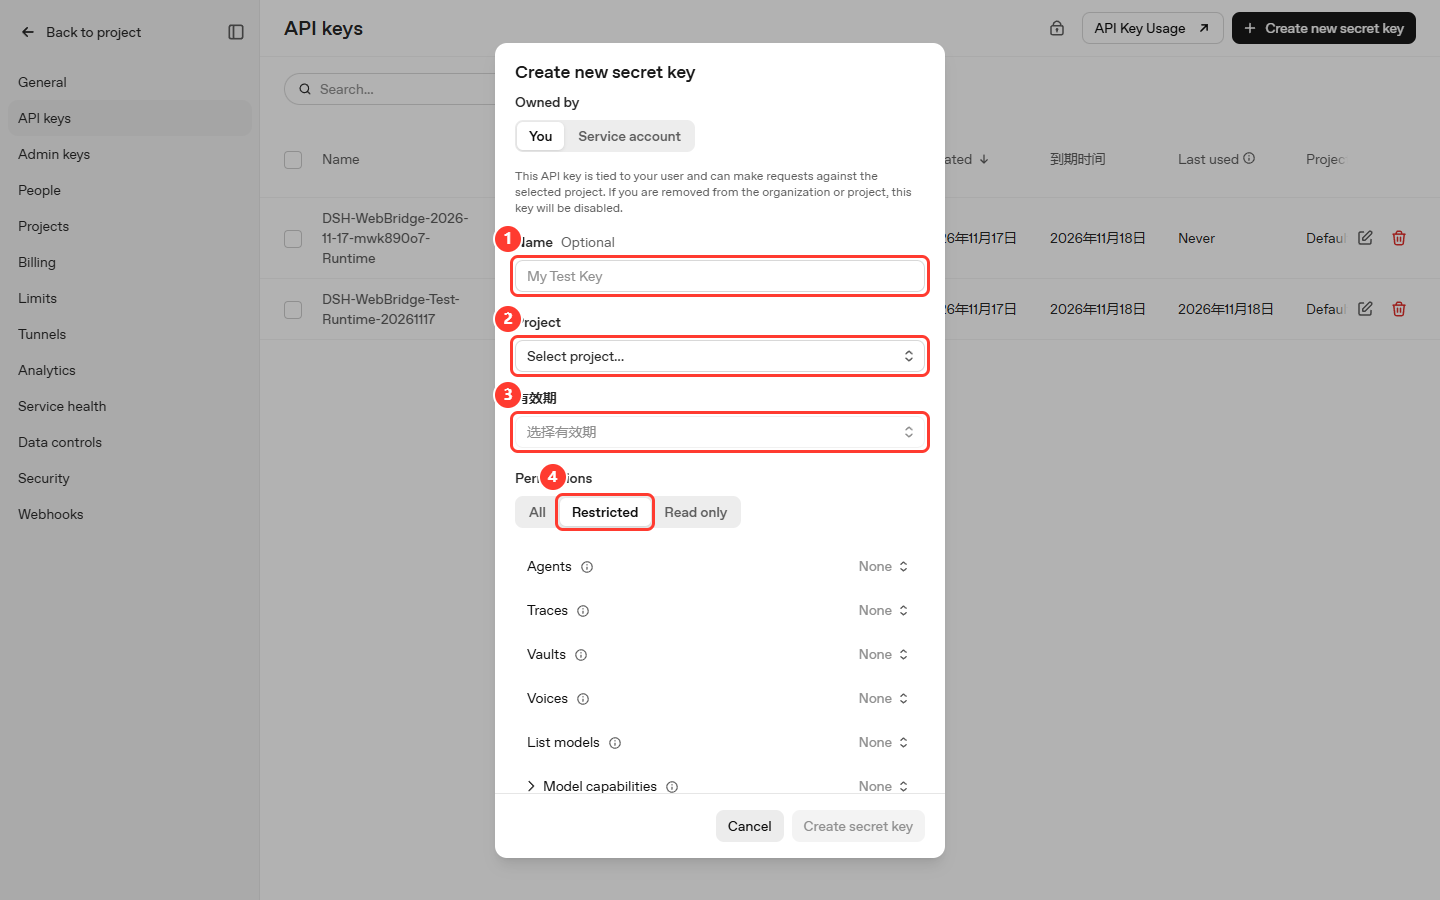 Back to project
General
API keys
Admin keys
People
Projects
Billing
Limits
Tunnels
Analytics
Service health
Data controls
Security
Webhooks
API keys
API Key Usage
Create new secret key
Search...
Name
ated
到期时间
Last used
Projec
DSH-WebBridge-2026-
11-17-mwk890o7-
Runtime
6年11月17日
2026年11月18日
Never
Defaul
DSH-WebBridge-Test-
Runtime-20261117
6年11月17日
2026年11月18日
2026年11月18日
Defaul
Create new secret key
Owned by
You
Service account
This API key is tied to your user and can make requests against the
selected project. If you are removed from the organization or project, this
key will be disabled.
1
Name Optional
My Test Key
2
Project
Select project...
3
有效期
选择有效期
4
Permissions
All
Restricted
Read only
Agents None
Traces None
Vaults None
Voices None
List models None
Model capabilities None
Cancel
Create secret key